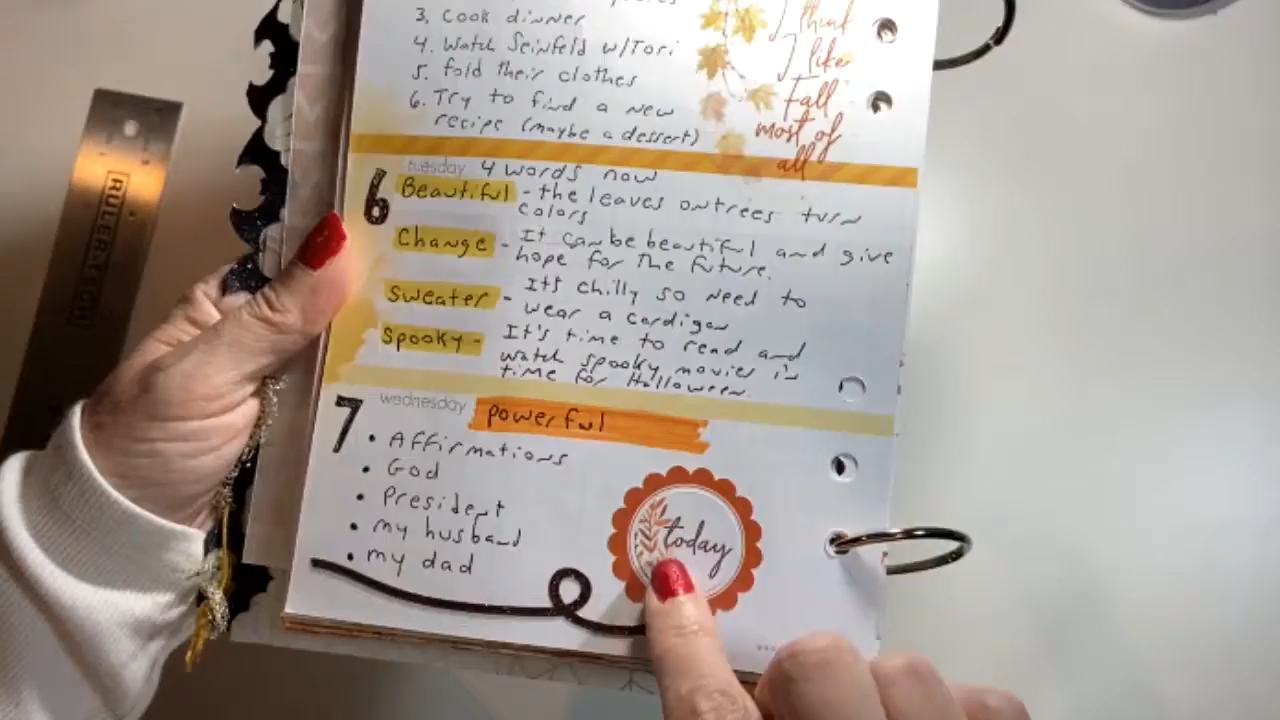 3. Cook dinner
4. Watch Seinfeld w/Tori
5. fold their clothes
6. Try to find a new
recipe (maybe a dessert)
I think
I like
Fall
most of
all
6
tuesday 4 words now
Beautiful - the leaves on trees turn
colors
Change - It can be beautiful and give
hope for the future.
Sweater - It's chilly so need to
wear a cardigan
Spooky - It's time to read and
watch spooky movies in
time for Halloween.
7
wednesday powerful
• Affirmations
• God
• President
• my husband
• my dad
today
RULERSMITH